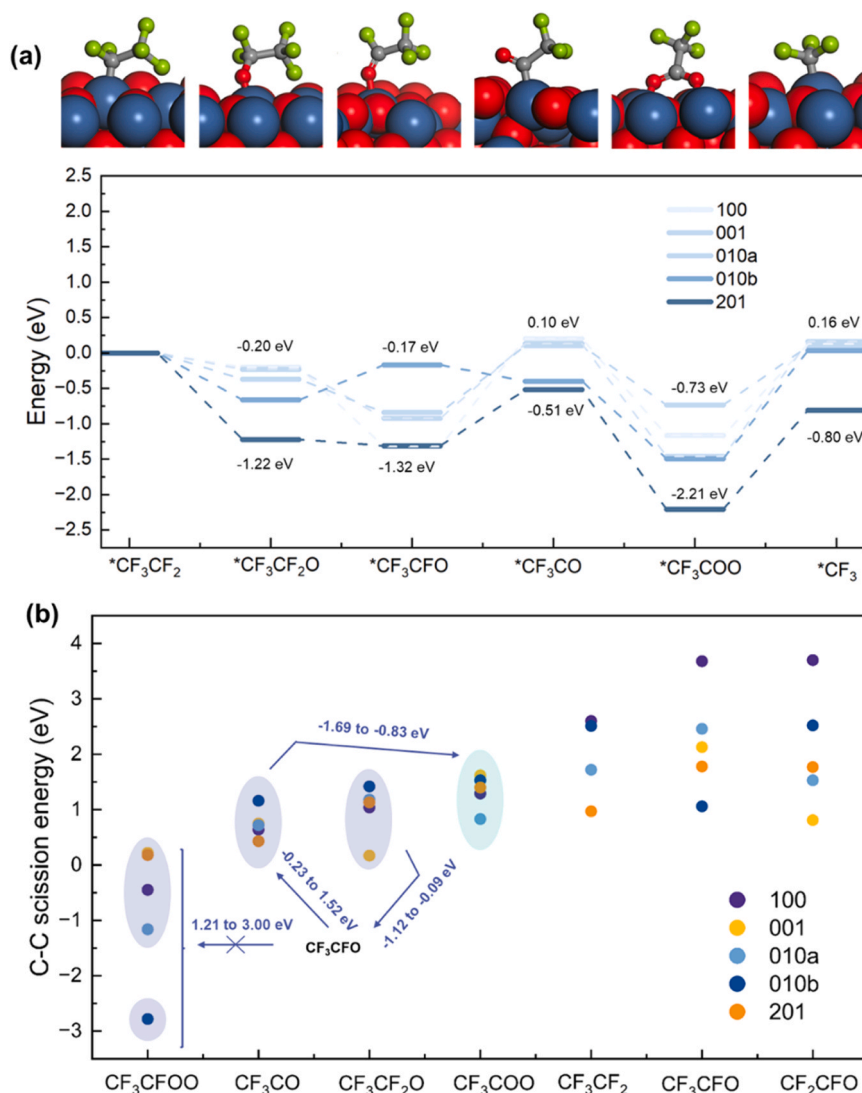 (a)
2.5
2.0
1.5
1.0
0.5
0.0
-0.5
-1.0
-1.5
-2.0
-2.5
Energy (eV)
100
001
010a
010b
201
-0.20 eV
-0.17 eV
0.10 eV
0.16 eV
-1.22 eV
-1.32 eV
-0.51 eV
-0.73 eV
-2.21 eV
-0.80 eV
*CF₃CF₂
*CF₃CF₂O
*CF₃CFO
*CF₃CO
*CF₃COO
*CF₃
(b)
4
3
2
1
0
-1
-2
-3
C-C scission energy (eV)
-1.69 to -0.83 eV
-0.23 to 1.52 eV
-1.12 to -0.09 eV
1.21 to 3.00 eV
CF₃CFO
100
001
010a
010b
201
CF₃CFOO
CF₃CO
CF₃CF₂O
CF₃COO
CF₃CF₂
CF₃CFO
CF₂CFO